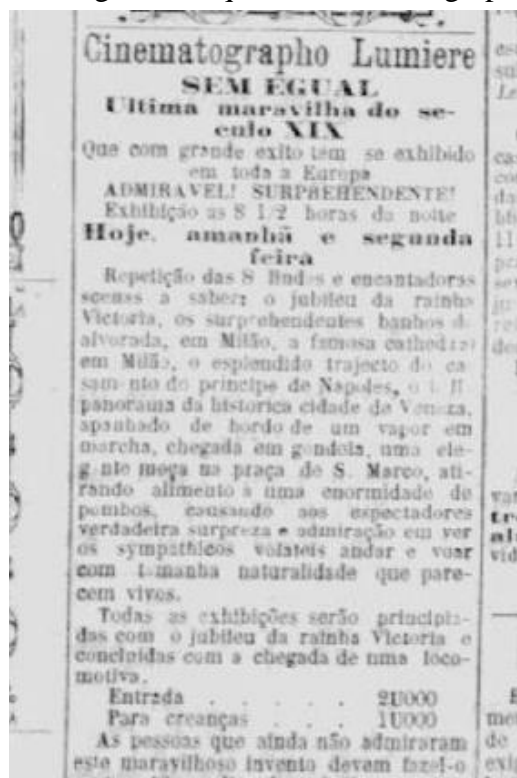 Cinematographo Lumiere
SEM EGUAL
Ultima maravilha do se-
culo XIX
Que com grande exito tem se exhibido
em toda a Europa
ADMIRAVEL! SURPREHENDENTE!
Exhibição as 8 1/2 horas da noite
Hoje, amanhã e segunda
feira
Repetição das 8 lindas e encantadoras
scenas a saber: o jubileu da rainha
Victoria, os surprehendentes banhos da
alvorada, em Milão, a famosa cathedral
em Milão, o esplendido trajecto do ca
samento do principe de Napoles, o
panorama da historica cidade de Veneza,
apanhado de bordo de um vapor em
marcha, chegada em gondola, uma ele-
gante moça na praça de S. Marco, ati-
rando alimento a uma enormidade de
pombos, causando aos espectadores
verdadeira surpreza e admiração em ver
os sympathicos volateis andar e voar
com tamanha naturalidade que pare-
cem vivos.
Todas as exhibições serão principia-
das com o jubileu da rainha Victoria e
concluidas com a chegada de uma loco-
motiva.
Entrada . . . . . 2U000
Para creanças . . . 1U000
As pessoas que ainda não admiraram
este maravilhoso invento devem fazel-o